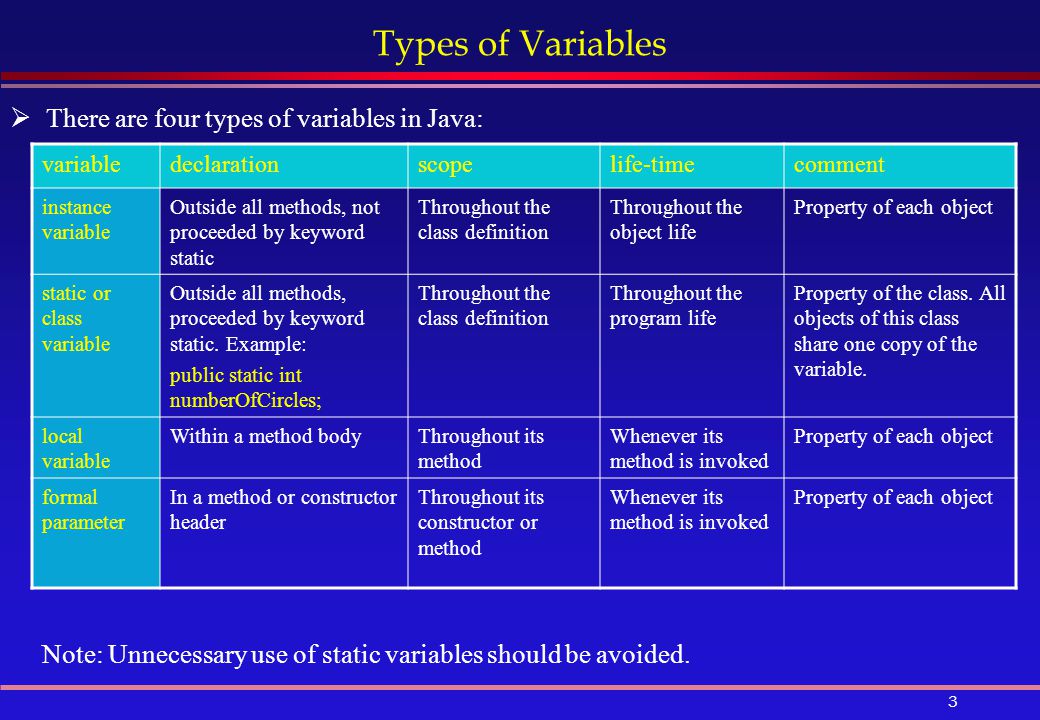 Types of Variables
There are four types of variables in Java:
variable
declaration
scope
life-time
comment
instance
variable
Outside all methods, not
proceeded by keyword
static
Throughout the
class definition
Throughout the
object life
Property of each object
static or
class
variable
Outside all methods,
proceeded by keyword
static. Example:
public static int
numberOfCircles;
Throughout the
class definition
Throughout the
program life
Property of the class. All
objects of this class
share one copy of the
variable.
local
variable
Within a method body
Throughout its
method
Whenever its
method is invoked
Property of each object
formal
parameter
In a method or constructor
header
Throughout its
constructor or
method
Whenever its
method is invoked
Property of each object
Note: Unnecessary use of static variables should be avoided.
3